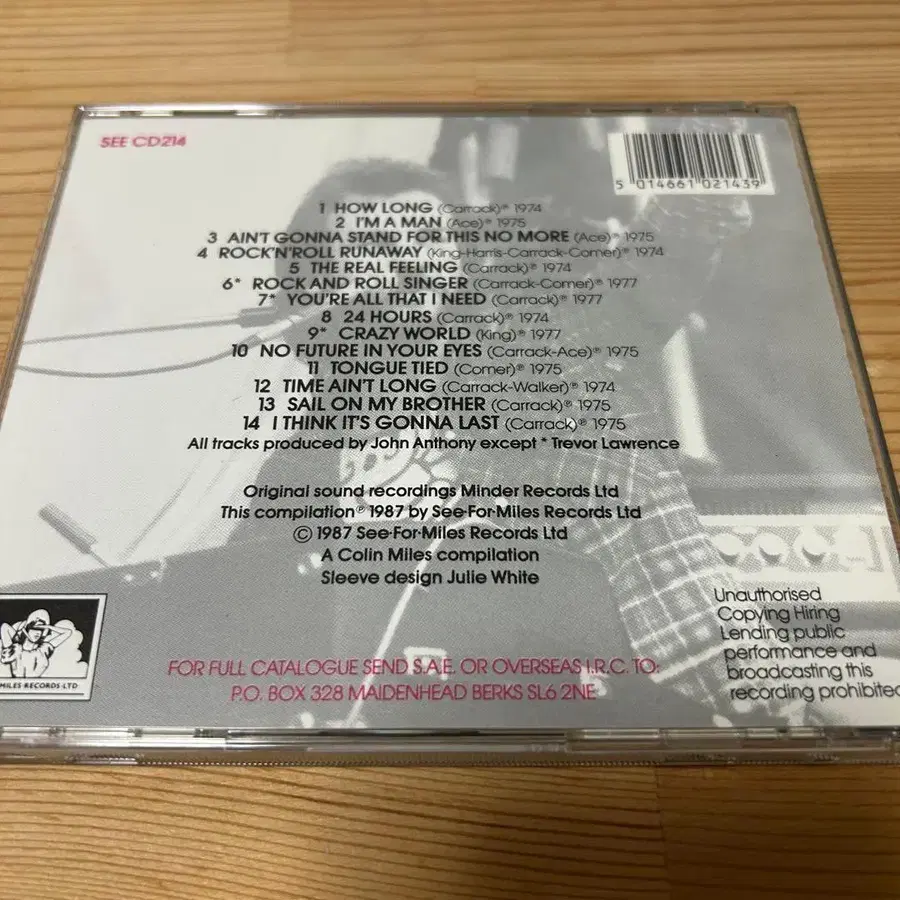 SEE CD214
5 014661 021439
1 HOW LONG (Carrack)℗ 1974
2 I'M A MAN (Ace)℗ 1975
3 AIN'T GONNA STAND FOR THIS NO MORE (Ace)℗ 1975
4 ROCK'N'ROLL RUNAWAY (King-Harris-Carrack-Comer)℗ 1974
5 THE REAL FEELING (Carrack)℗ 1974
6* ROCK AND ROLL SINGER (Carrack-Comer)℗ 1977
7* YOU'RE ALL THAT I NEED (Carrack)℗ 1977
8 24 HOURS (Carrack)℗ 1974
9* CRAZY WORLD (King)℗ 1977
10 NO FUTURE IN YOUR EYES (Carrack-Ace)℗ 1975
11 TONGUE TIED (Comer)℗ 1975
12 TIME AIN'T LONG (Carrack-Walker)℗ 1974
13 SAIL ON MY BROTHER (Carrack)℗ 1975
14 I THINK IT'S GONNA LAST (Carrack)℗ 1975
All tracks produced by John Anthony except * Trevor Lawrence
Original sound recordings Minder Records Ltd
This compilation℗ 1987 by See·For·Miles Records Ltd
© 1987 See·For·Miles Records Ltd
A Colin Miles compilation
Sleeve design Julie White
Unauthorised
Copying Hiring
Lending public
performance and
broadcasting this
recording prohibited
MILES·RECORDS·LTD
FOR FULL CATALOGUE SEND S.A.E. OR OVERSEAS I.R.C. TO:
P.O. BOX 328 MAIDENHEAD BERKS SL6 2NE